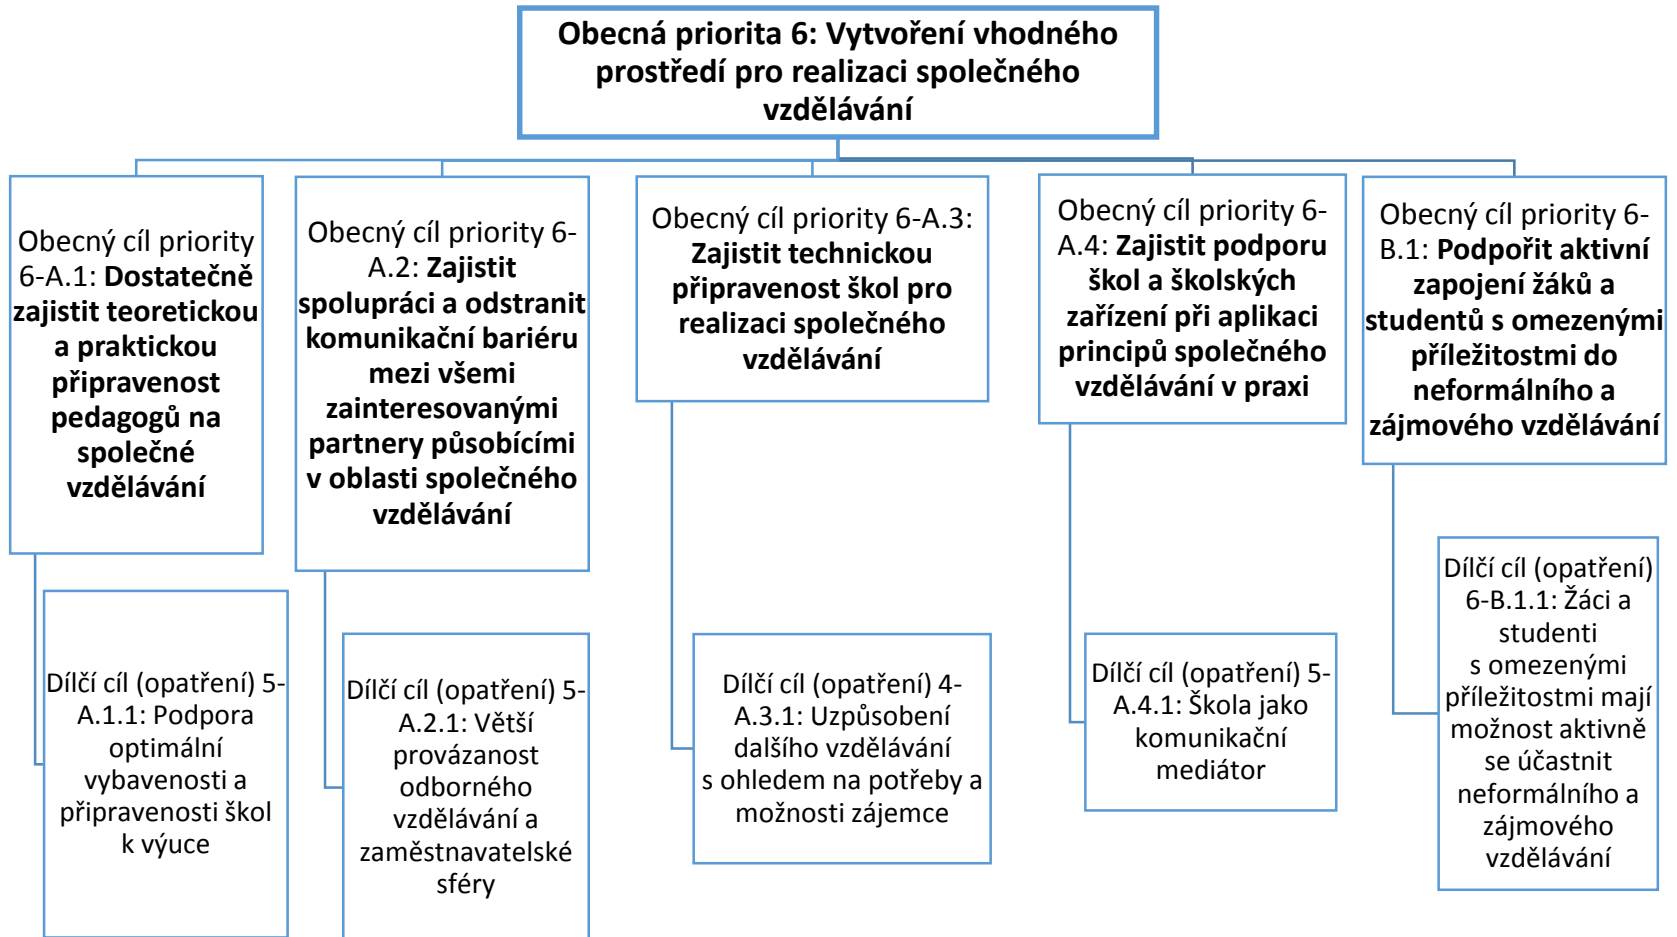 Obecná priorita 6: Vytvoření vhodného
prostředí pro realizaci společného
vzdělávání
Obecný cíl priority
6-A.1: Dostatečně
zajistit teoretickou
a praktickou
připravenost
pedagogů na
společné
vzdělávání
Obecný cíl priority 6-
A.2: Zajistit
spolupráci a odstranit
komunikační bariéru
mezi všemi
zainteresovanými
partnery působícími
v oblasti společného
vzdělávání
Obecný cíl priority 6-A.3:
Zajistit technickou
připravenost škol pro
realizaci společného
vzdělávání
Obecný cíl priority 6-
A.4: Zajistit podporu
škol a školských
zařízení při aplikaci
principů společného
vzdělávání v praxi
Obecný cíl priority 6-
B.1: Podpořit aktivní
zapojení žáků a
studentů s omezenými
příležitostmi do
neformálního a
zájmového vzdělávání
Dílčí cíl (opatření) 5-
A.1.1: Podpora
optimální
vybavenosti a
připravenosti škol
k výuce
Dílčí cíl (opatření) 5-
A.2.1: Větší
provázanost
odborného
vzdělávání a
zaměstnavatelské
sféry
Dílčí cíl (opatření) 4-
A.3.1: Uzpůsobení
dalšího vzdělávání
s ohledem na potřeby a
možnosti zájemce
Dílčí cíl (opatření) 5-
A.4.1: Škola jako
komunikační
mediátor
Dílčí cíl (opatření)
6-B.1.1: Žáci a
studenti
s omezenými
příležitostmi mají
možnost aktivně
se účastnit
neformálního a
zájmového
vzdělávání